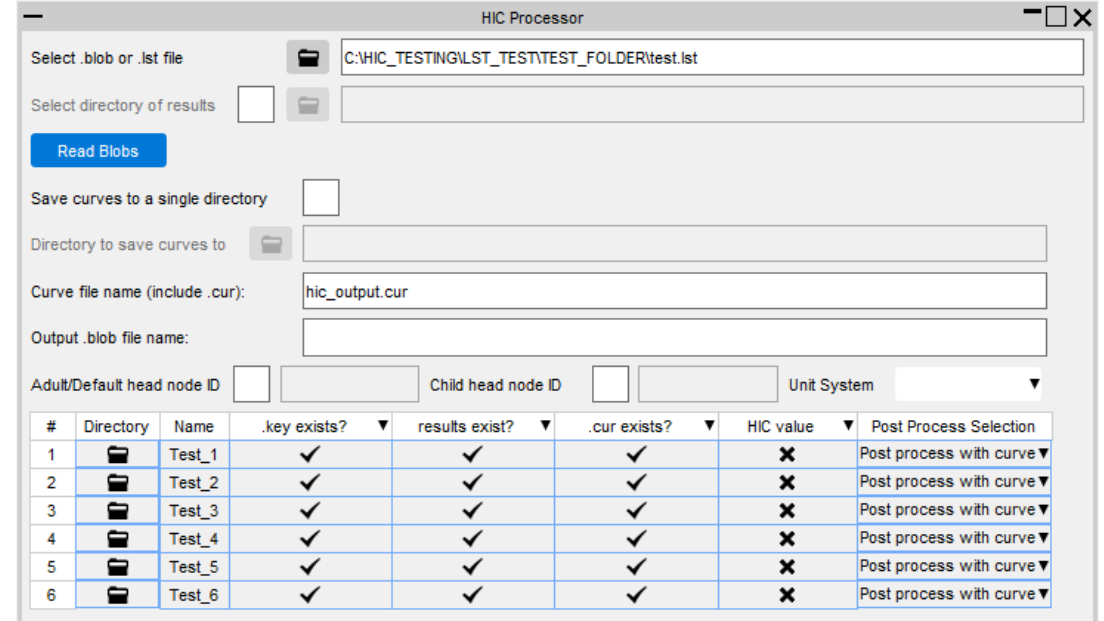 HIC Processor
Select .blob or .lst file C:\HIC_TESTING\LST_TEST\TEST_FOLDER\test.lst
Select directory of results
Read Blobs
Save curves to a single directory
Directory to save curves to
Curve file name (include .cur): hic_output.cur
Output .blob file name:
Adult/Default head node ID Child head node ID Unit System
# Directory Name .key exists? results exist? .cur exists? HIC value Post Process Selection
1 Test_1 Post process with curve
2 Test_2 Post process with curve
3 Test_3 Post process with curve
4 Test_4 Post process with curve
5 Test_5 Post process with curve
6 Test_6 Post process with curve